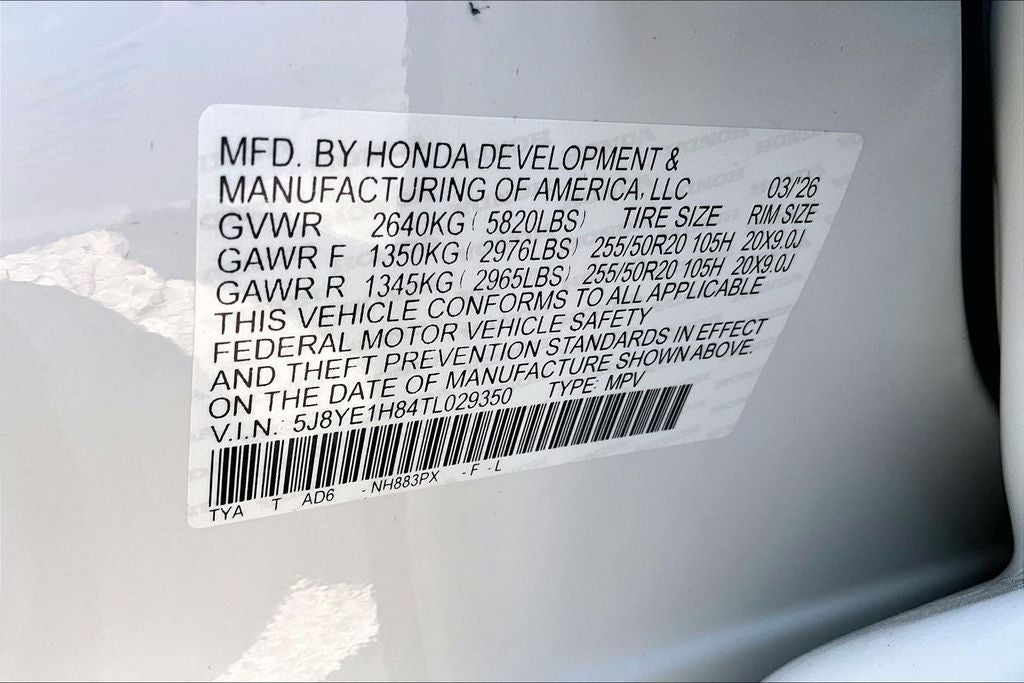 MFD. BY HONDA DEVELOPMENT &
MANUFACTURING OF AMERICA, LLC 03/'26
GVWR 2640KG ( 5820LBS) TIRE SIZE RIM SIZE
GAWR F 1350KG ( 2976LBS) 255/50R20 105H 20X9.0J
GAWR R 1345KG ( 2965LBS) 255/50R20 105H 20X9.0J
THIS VEHICLE CONFORMS TO ALL APPLICABLE
FEDERAL MOTOR VEHICLE SAFETY
AND THEFT PREVENTION STANDARDS IN EFFECT
ON THE DATE OF MANUFACTURE SHOWN ABOVE.
V.I.N.: 5J8YE1H84TL029350 TYPE: MPV
TYA T AD6 - NH883PX - F - L